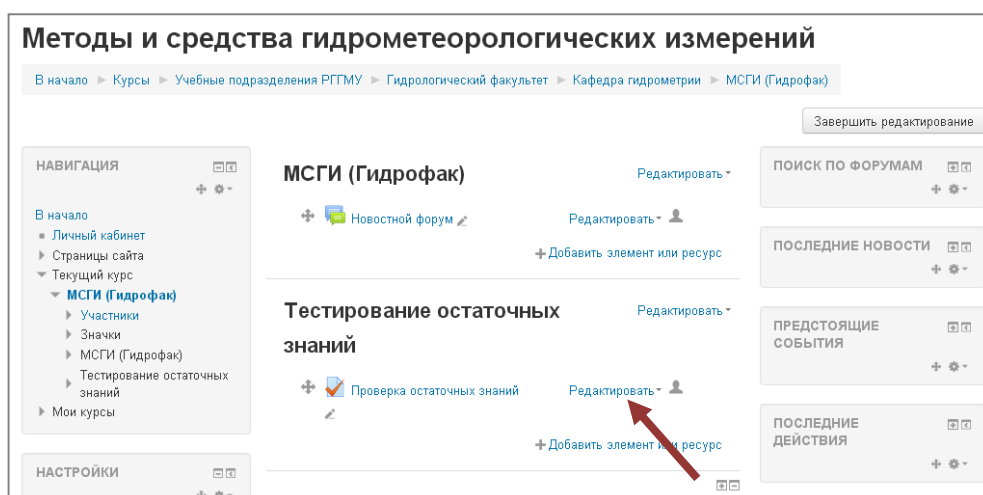 Методы и средства гидрометеорологических измерений
В начало ► Курсы ► Учебные подразделения РГГМУ ► Гидрологический факультет ► Кафедра гидрометрии ► МСГИ (Гидрофак)
Завершить редактирование
НАВИГАЦИЯ
В начало
Личный кабинет
Страницы сайта
Текущий курс
МСГИ (Гидрофак)
Участники
Значки
МСГИ (Гидрофак)
Тестирование остаточных
знаний
Мои курсы
НАСТРОЙКИ
МСГИ (Гидрофак)
Редактировать
Новостной форум
Редактировать
Добавить элемент или ресурс
Тестирование остаточных
знаний
Редактировать
Проверка остаточных знаний
Редактировать
Добавить элемент или ресурс
ПОИСК ПО ФОРУМАМ
ПОСЛЕДНИЕ НОВОСТИ
ПРЕДСТОЯЩИЕ
СОБЫТИЯ
ПОСЛЕДНИЕ
ДЕЙСТВИЯ